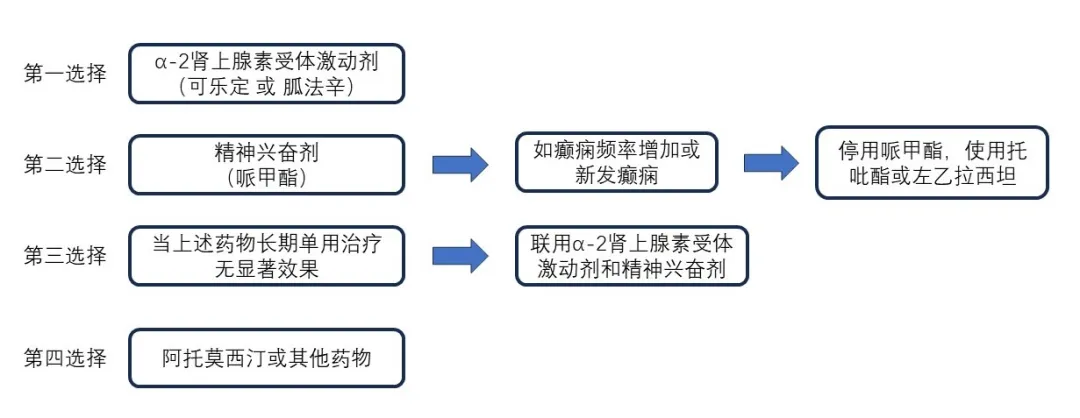 第一选择
α-2肾上腺素受体激动剂
（可乐定 或 胍法辛）
第二选择
精神兴奋剂
（哌甲酯）
如癫痫频率增加或
新发癫痫
停用哌甲酯，使用托
吡酯或左乙拉西坦
第三选择
当上述药物长期单用治疗
无显著效果
联用α-2肾上腺素受体
激动剂和精神兴奋剂
第四选择
阿托莫西汀或其他药物